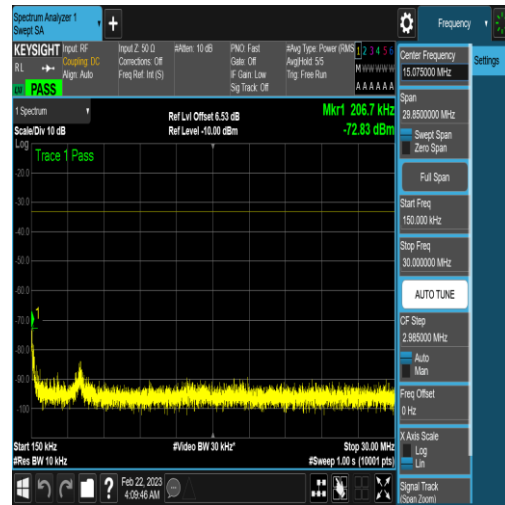 Spectrum Analyzer 1
Swept SA
Frequency
KEYSIGHT
RL
PASS
Input: RF
Coupling: DC
Align: Auto
Input Z: 50 Ω
Corrections: Off
Freq Ref: Int (S)
#Atten: 10 dB
PNO: Fast
Gate: Off
IF Gain: Low
Sig Track: Off
#Avg Type: Power (RMS
Avg|Hold: 5/5
Trig: Free Run
1 2 3 4 5 6
M W W W W W
A A A A A A
1 Spectrum
Scale/Div 10 dB
Ref Lvl Offset 6.53 dB
Ref Level -10.00 dBm
Mkr1 206.7 kHz
-72.83 dBm
Log
Trace 1 Pass
-20.0
-30.0
-40.0
-50.0
-60.0
-70.0
-80.0
-90.0
-100
1
Start 150 kHz
#Res BW 10 kHz
#Video BW 30 kHz*
Stop 30.00 MHz
#Sweep 1.00 s (10001 pts)
Feb 22, 2023
4:09:46 AM
Center Frequency
15.075000 MHz
Settings
Span
29.8500000 MHz
Swept Span
Zero Span
Full Span
Start Freq
150.000 kHz
Stop Freq
30.000000 MHz
AUTO TUNE
CF Step
2.985000 MHz
Auto
Man
Freq Offset
0 Hz
X Axis Scale
Log
Lin
Signal Track
(Span Zoom)